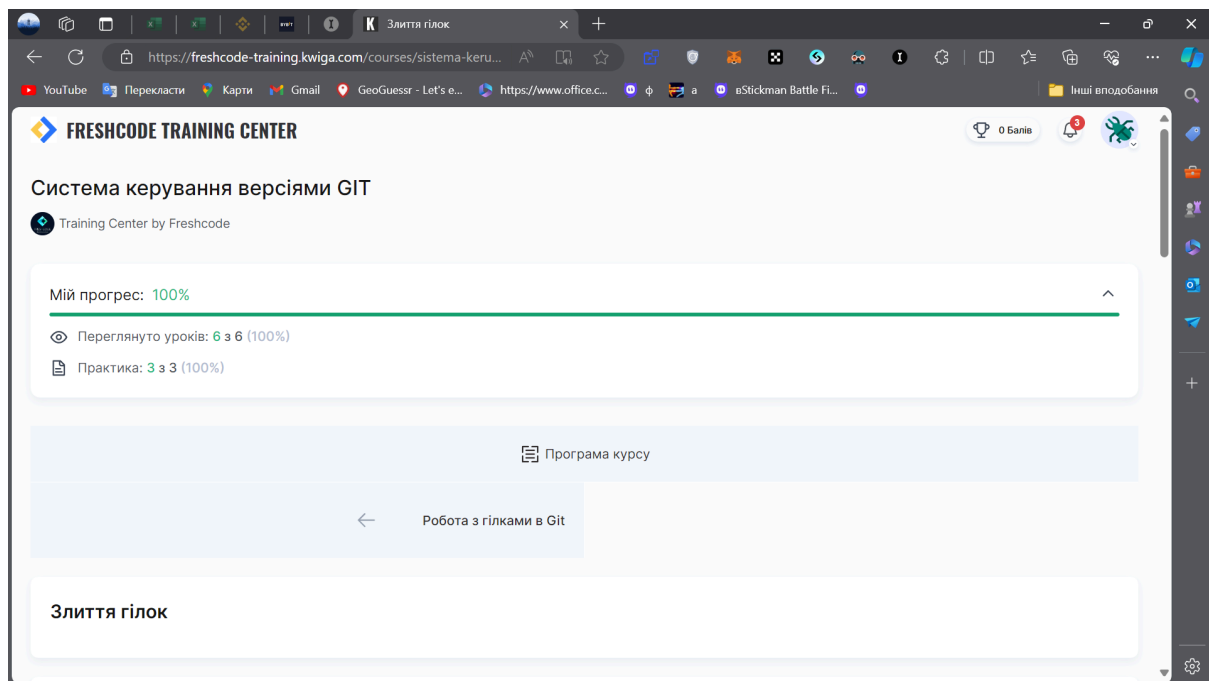 Злиття гілок
https://freshcode-training.kwiga.com/courses/sistema-keru...
YouTube Перекласти Карти Gmail GeoGuessr - Let's e... https://www.office.c... ф a вStickman Battle Fi... Інші вподобання
FRESHCODE TRAINING CENTER
0 Балів
3
Система керування версіями GIT
Training Center by Freshcode
Мій прогрес: 100%
Переглянуто уроків: 6 з 6 (100%)
Практика: 3 з 3 (100%)
Програма курсу
Робота з гілками в Git
Злиття гілок